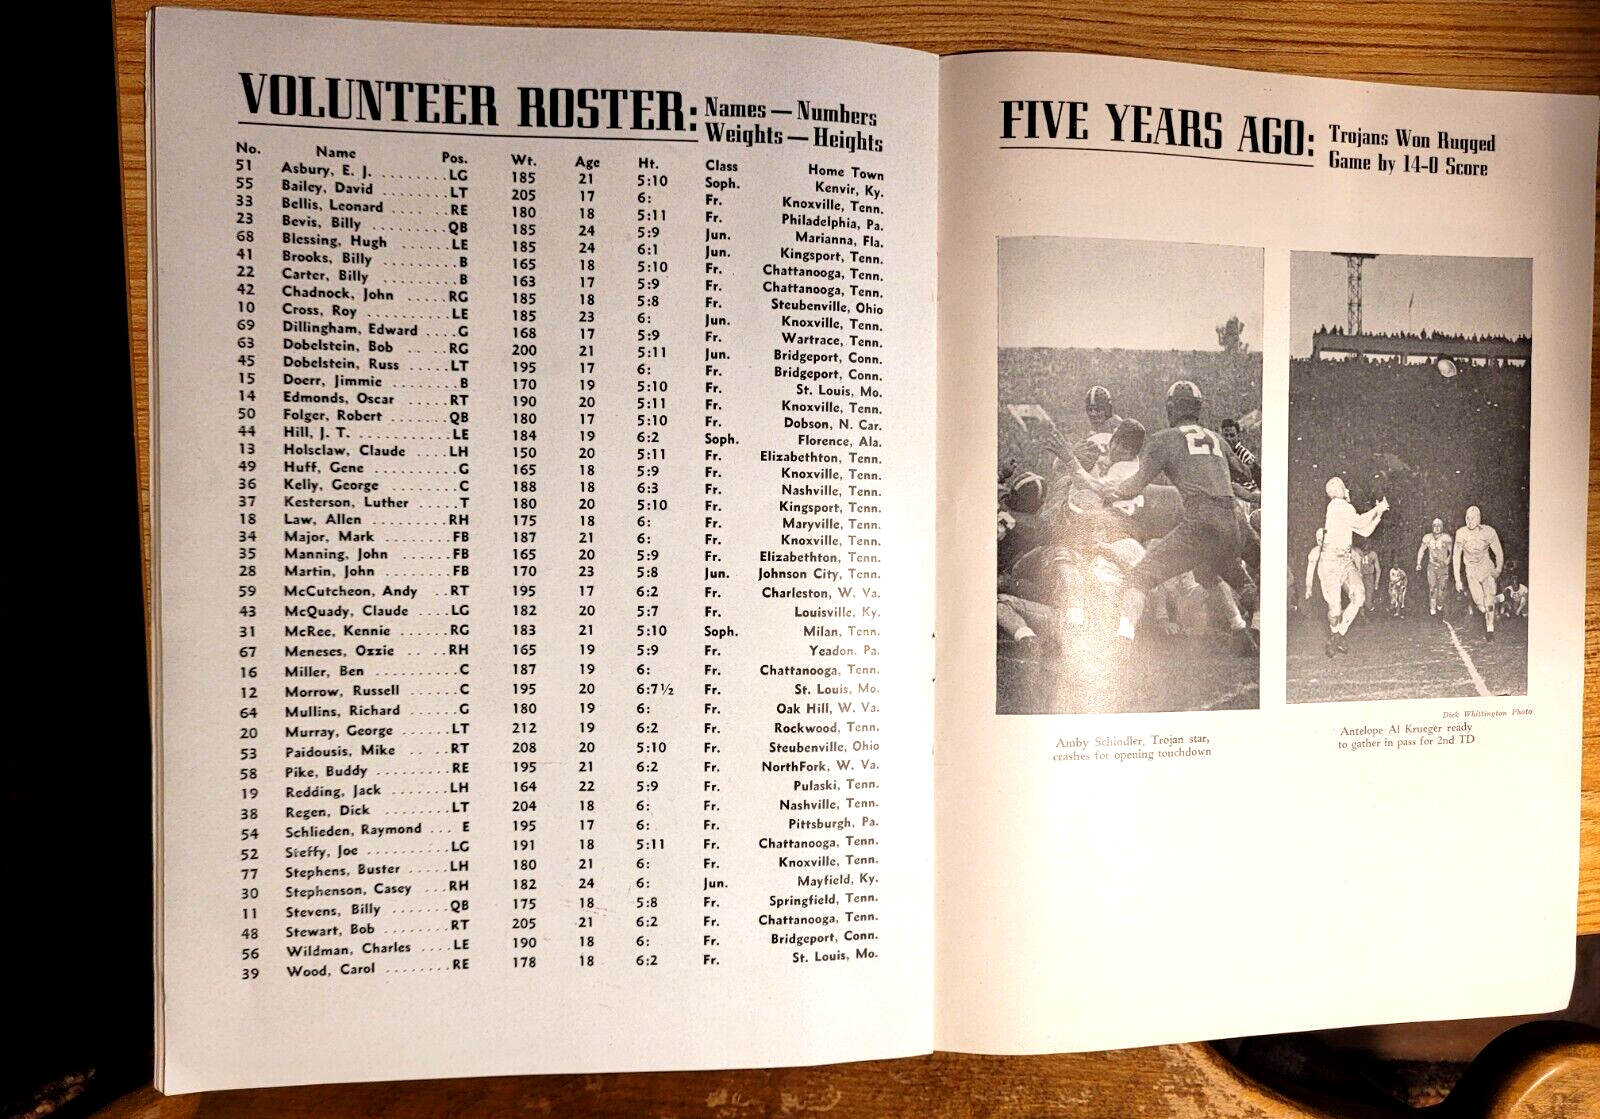 VOLUNTEER ROSTER: Names — Numbers
Weights — Heights
No. Name Pos. Wt. Age Ht. Class Home Town
51 Asbury, E. J. ........ LG 185 21 5:10 Soph. Kenvir, Ky.
55 Bailey, David ........ LT 205 17 6: Fr. Knoxville, Tenn.
33 Bellis, Leonard ...... RE 180 18 5:11 Fr. Philadelphia, Pa.
23 Bevis, Billy ......... QB 185 24 5:9 Jun. Marianna, Fla.
68 Blessing, Hugh ...... LE 185 24 6:1 Jun. Kingsport, Tenn.
41 Brooks, Billy ......... B 165 18 5:10 Fr. Chattanooga, Tenn.
22 Carter, Billy ......... B 163 17 5:9 Fr. Chattanooga, Tenn.
42 Chadnock, John ..... RG 185 18 5:8 Fr. Steubenville, Ohio
10 Cross, Roy .......... LE 185 23 6: Jun. Knoxville, Tenn.
69 Dillingham, Edward .... G 168 17 5:9 Fr. Wartrace, Tenn.
63 Dobelstein, Bob .. .. RG 200 21 5:11 Jun. Bridgeport, Conn.
45 Dobelstein, Russ ..... LT 195 17 6: Fr. Bridgeport, Conn.
15 Doerr, Jimmie ........ B 170 19 5:10 Fr. St. Louis, Mo.
14 Edmonds, Oscar ..... RT 190 20 5:11 Fr. Knoxville, Tenn.
50 Folger, Robert ....... QB 180 17 5:10 Fr. Dobson, N. Car.
44 Hill, J. T. ........... LE 184 19 6:2 Soph. Florence, Ala.
13 Holsclaw, Claude .... LH 150 20 5:11 Fr. Elizabethton, Tenn.
49 Huff, Gene .......... G 165 18 5:9 Fr. Knoxville, Tenn.
36 Kelly, George ........ C 188 18 6:3 Fr. Nashville, Tenn.
37 Kesterson, Luther ..... T 180 20 5:10 Fr. Kingsport, Tenn.
18 Law, Allen ......... RH 175 18 6: Fr. Maryville, Tenn.
34 Major, Mark ........ FB 187 21 6: Fr. Knoxville, Tenn.
35 Manning, John ...... FB 165 20 5:9 Fr. Elizabethton, Tenn.
28 Martin, John ........ FB 170 23 5:8 Jun. Johnson City, Tenn.
59 McCutcheon, Andy .. RT 195 17 6:2 Fr. Charleston, W. Va.
43 McQuady, Claude .... LG 182 20 5:7 Fr. Louisville, Ky.
31 McRee, Kennie ...... RG 183 21 5:10 Soph. Milan, Tenn.
67 Meneses, Ozzie .. .. RH 165 19 5:9 Fr. Yeadon, Pa.
16 Miller, Ben .......... C 187 19 6: Fr. Chattanooga, Tenn.
12 Morrow, Russell ...... C 195 20 6:7½ Fr. St. Louis, Mo.
64 Mullins, Richard ...... G 180 19 6: Fr. Oak Hill, W. Va.
20 Murray, George ...... LT 212 19 6:2 Fr. Rockwood, Tenn.
53 Paidousis, Mike .. .. RT 208 20 5:10 Fr. Steubenville, Ohio
58 Pike, Buddy ......... RE 195 21 6:2 Fr. NorthFork, W. Va.
19 Redding, Jack ....... LH 164 22 5:9 Fr. Pulaski, Tenn.
38 Regen, Dick ......... LT 204 18 6: Fr. Nashville, Tenn.
54 Schlieden, Raymond ... E 195 17 6: Fr. Pittsburgh, Pa.
52 Steffy, Joe .......... LG 191 18 5:11 Fr. Chattanooga, Tenn.
77 Stephens, Buster ..... LH 180 21 6: Fr. Knoxville, Tenn.
30 Stephenson, Casey ... RH 182 24 6: Jun. Mayfield, Ky.
11 Stevens, Billy ....... QB 175 18 5:8 Fr. Springfield, Tenn.
48 Stewart, Bob ........ RT 205 21 6:2 Fr. Chattanooga, Tenn.
56 Wildman, Charles .... LE 190 18 6: Fr. Bridgeport, Conn.
39 Wood, Carol ........ RE 178 18 6:2 Fr. St. Louis, Mo.
FIVE YEARS AGO: Trojans Won Rugged
Game by 14-0 Score
21
Dick Whittington Photo
Amby Schindler, Trojan star,
crashes for opening touchdown
Antelope Al Krueger ready
to gather in pass for 2nd TD